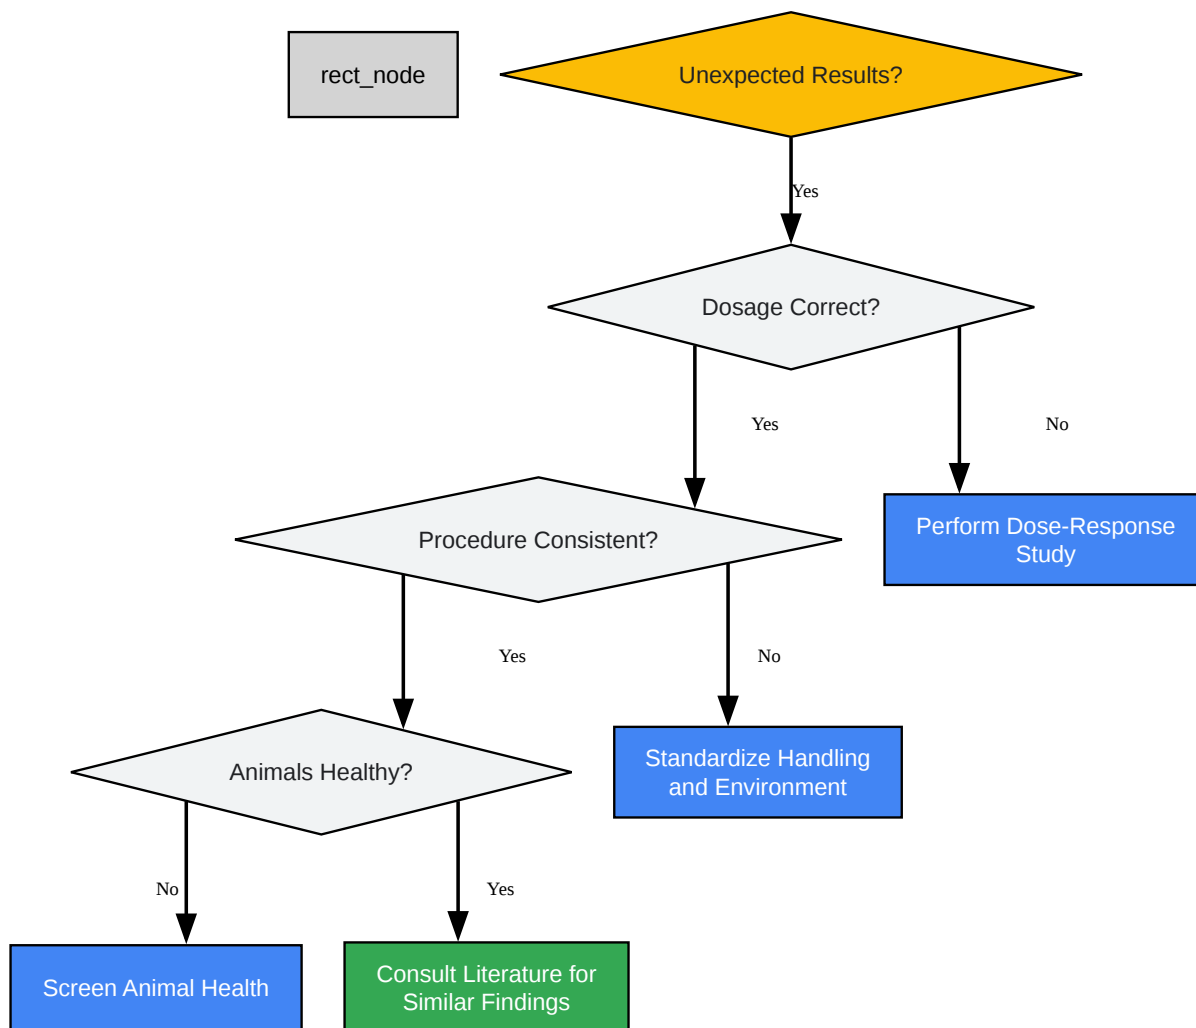 rect_node
Unexpected Results?
Yes
Dosage Correct?
Yes
No
Procedure Consistent?
Perform Dose-Response
Study
Yes
No
Animals Healthy?
Standardize Handling
and Environment
No
Yes
Screen Animal Health
Consult Literature for
Similar Findings